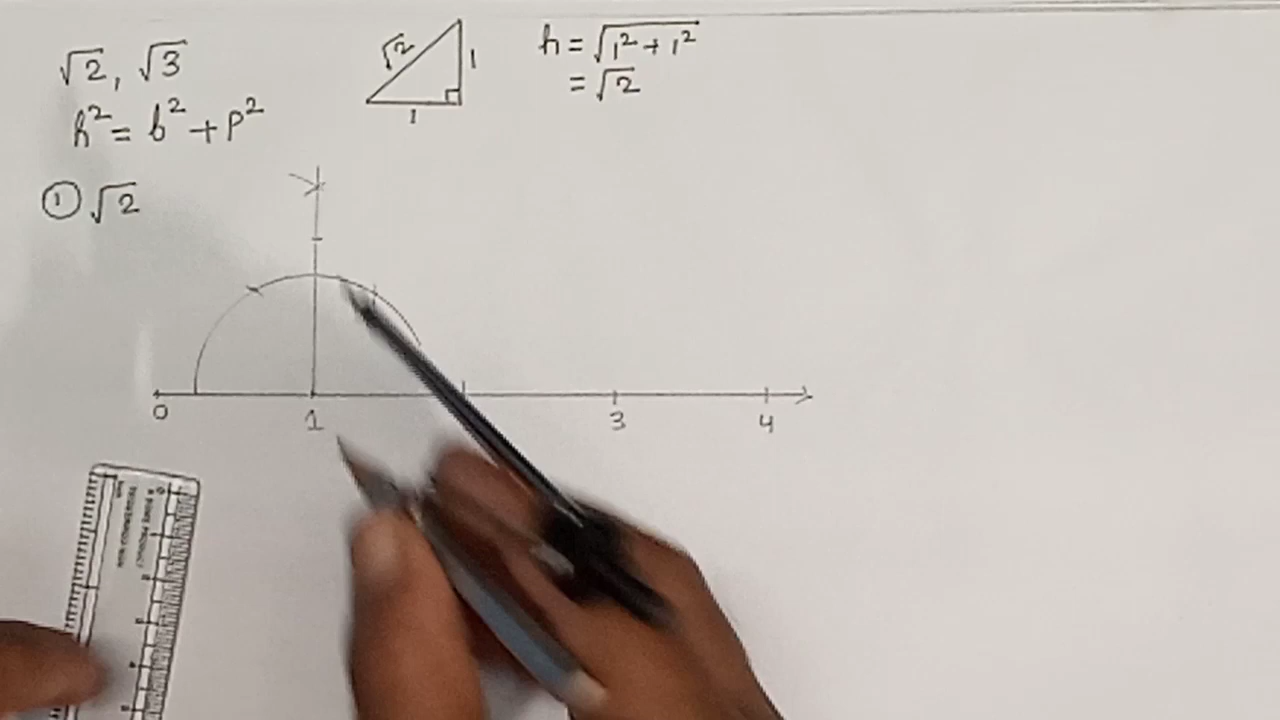 √2, √3
h² = b² + p²
√2
1
1
h = √1² + 1²
= √2
① √2
0 1 3 4